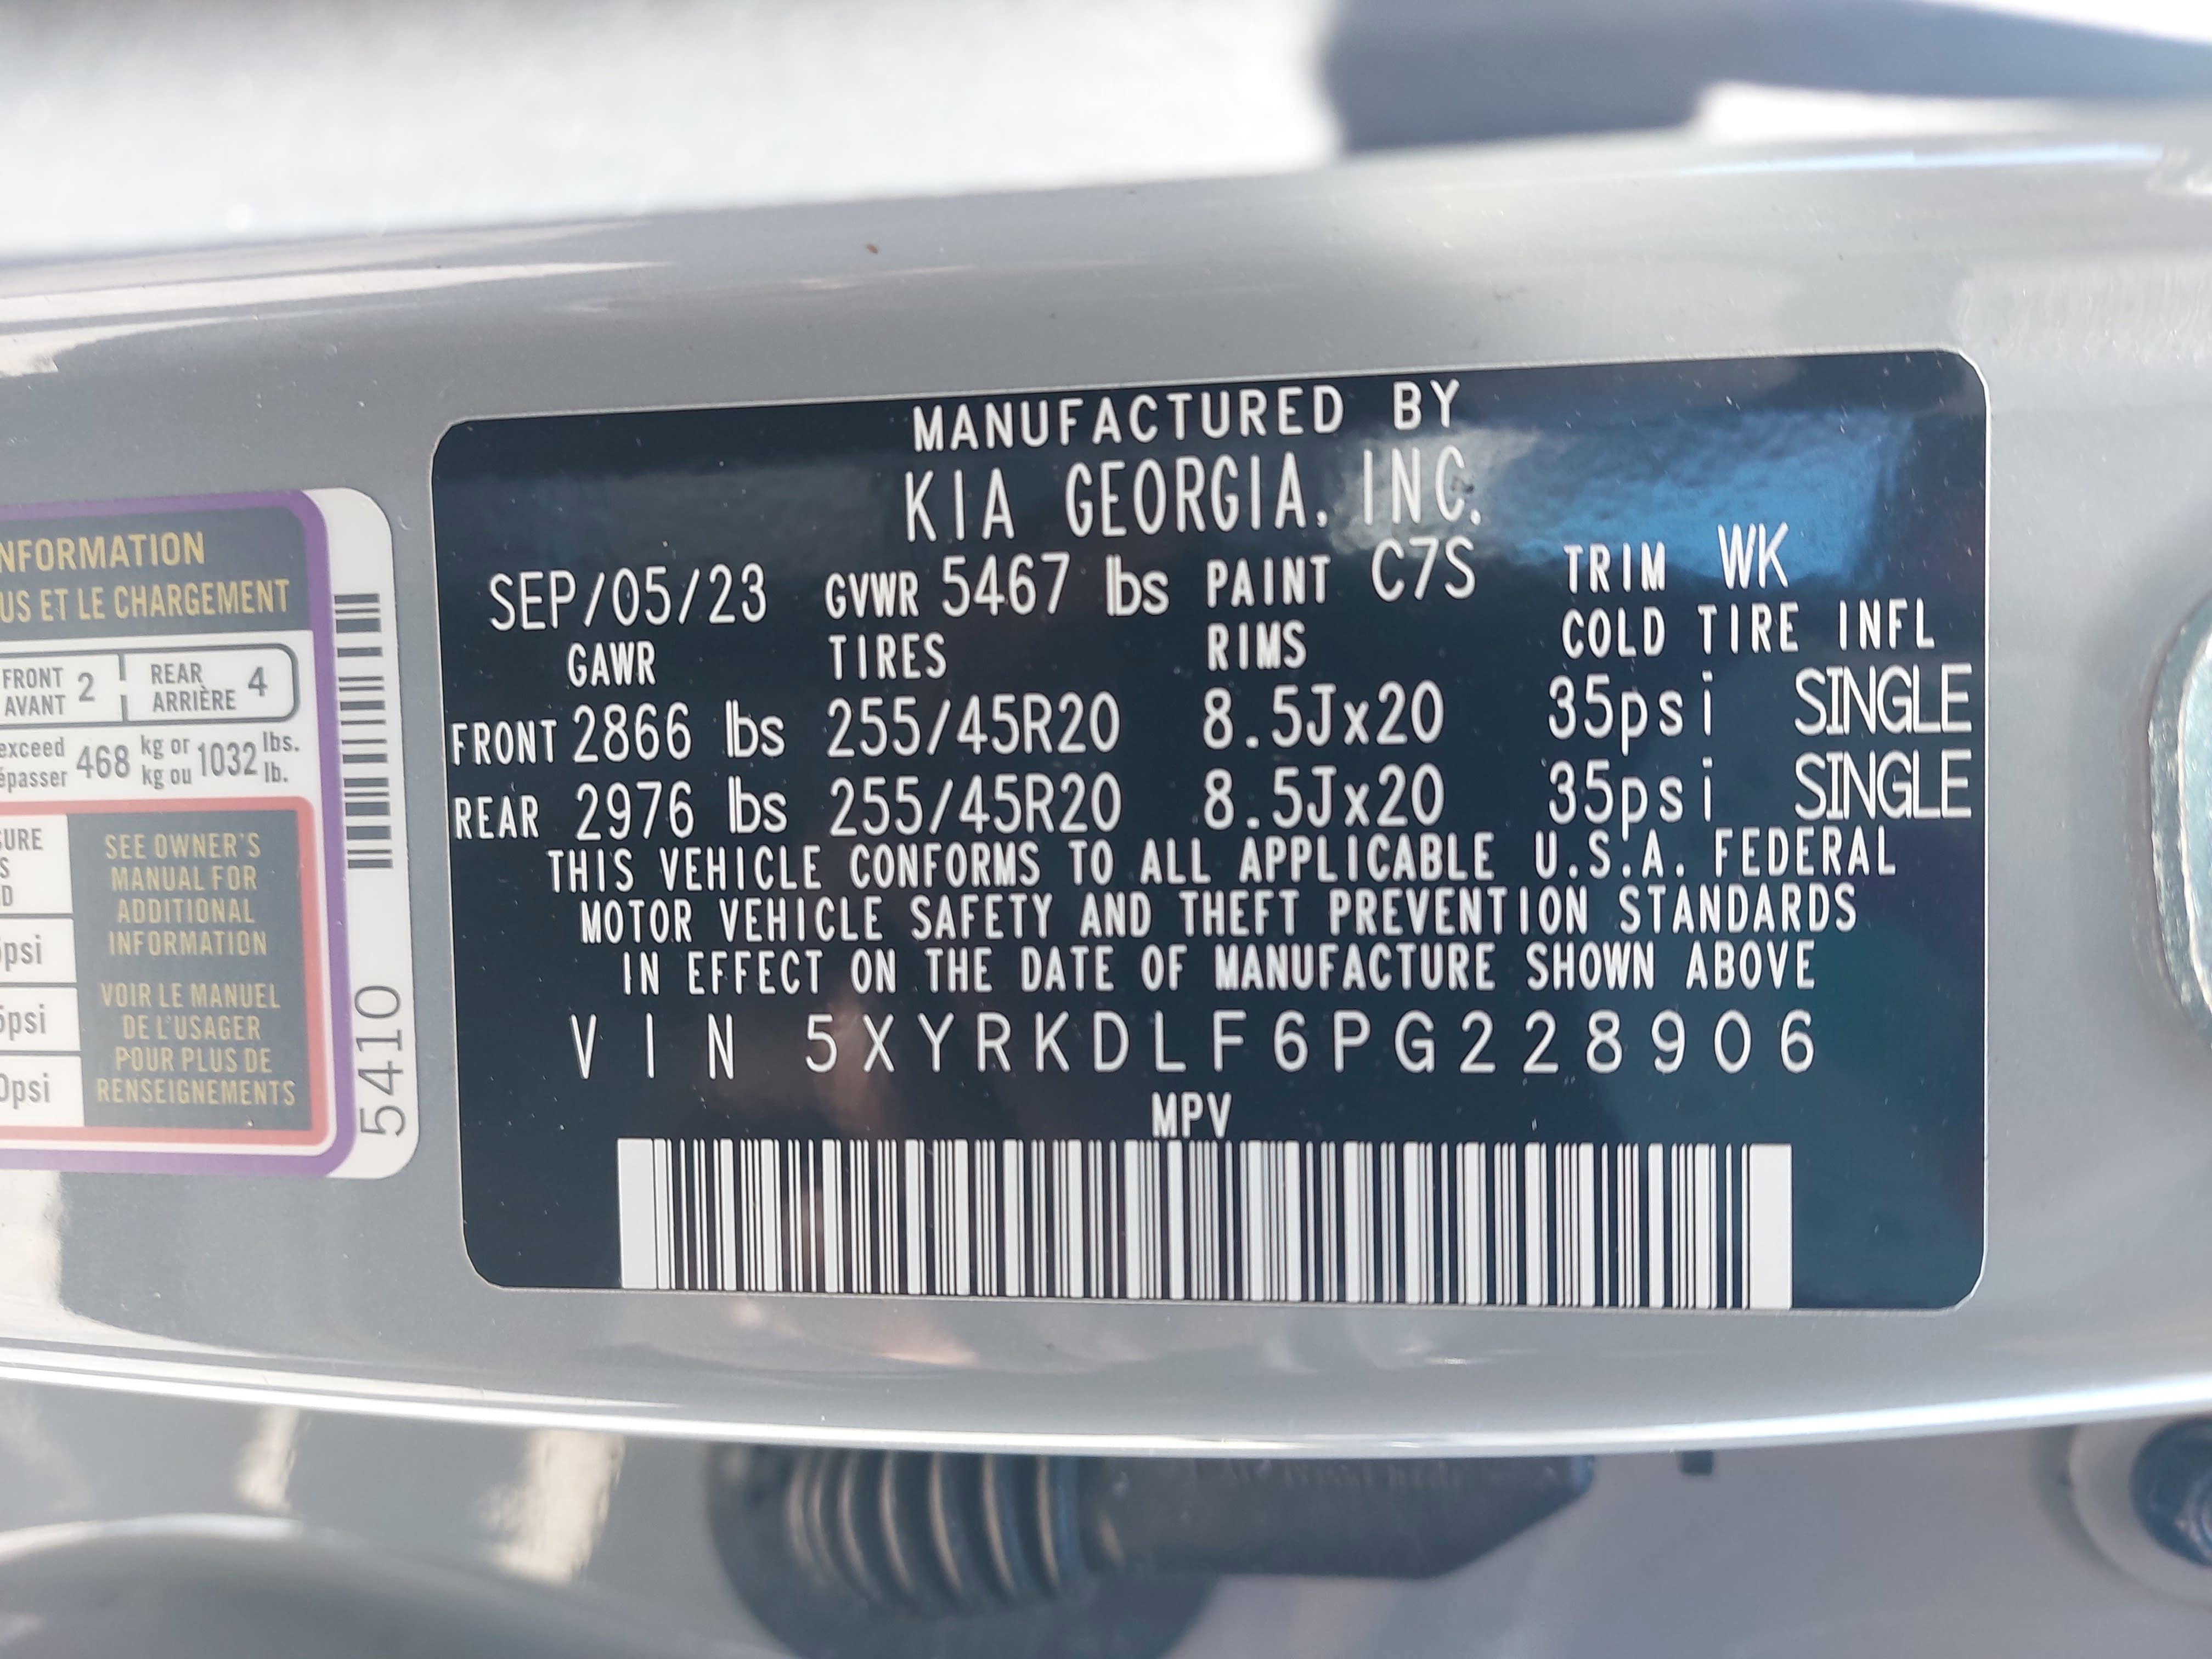 NFORMATION
US ET LE CHARGEMENT
FRONT
AVANT 2
REAR
ARRIÈRE 4
exceed
épasser 468 kg or
kg ou 1032 lbs.
lb.
URE
S
D
psi
5psi
0psi
SEE OWNER'S
MANUAL FOR
ADDITIONAL
INFORMATION
VOIR LE MANUEL
DE L'USAGER
POUR PLUS DE
RENSEIGNEMENTS
5410
MANUFACTURED BY
KIA GEORGIA, INC.
SEP/05/23 GVWR 5467 lbs PAINT C7S TRIM WK
GAWR TIRES RIMS COLD TIRE INFL
FRONT 2866 lbs 255/45R20 8.5Jx20 35psi SINGLE
REAR 2976 lbs 255/45R20 8.5Jx20 35psi SINGLE
THIS VEHICLE CONFORMS TO ALL APPLICABLE U.S.A. FEDERAL
MOTOR VEHICLE SAFETY AND THEFT PREVENTION STANDARDS
IN EFFECT ON THE DATE OF MANUFACTURE SHOWN ABOVE
VIN 5XYRKDLF6PG228906
MPV